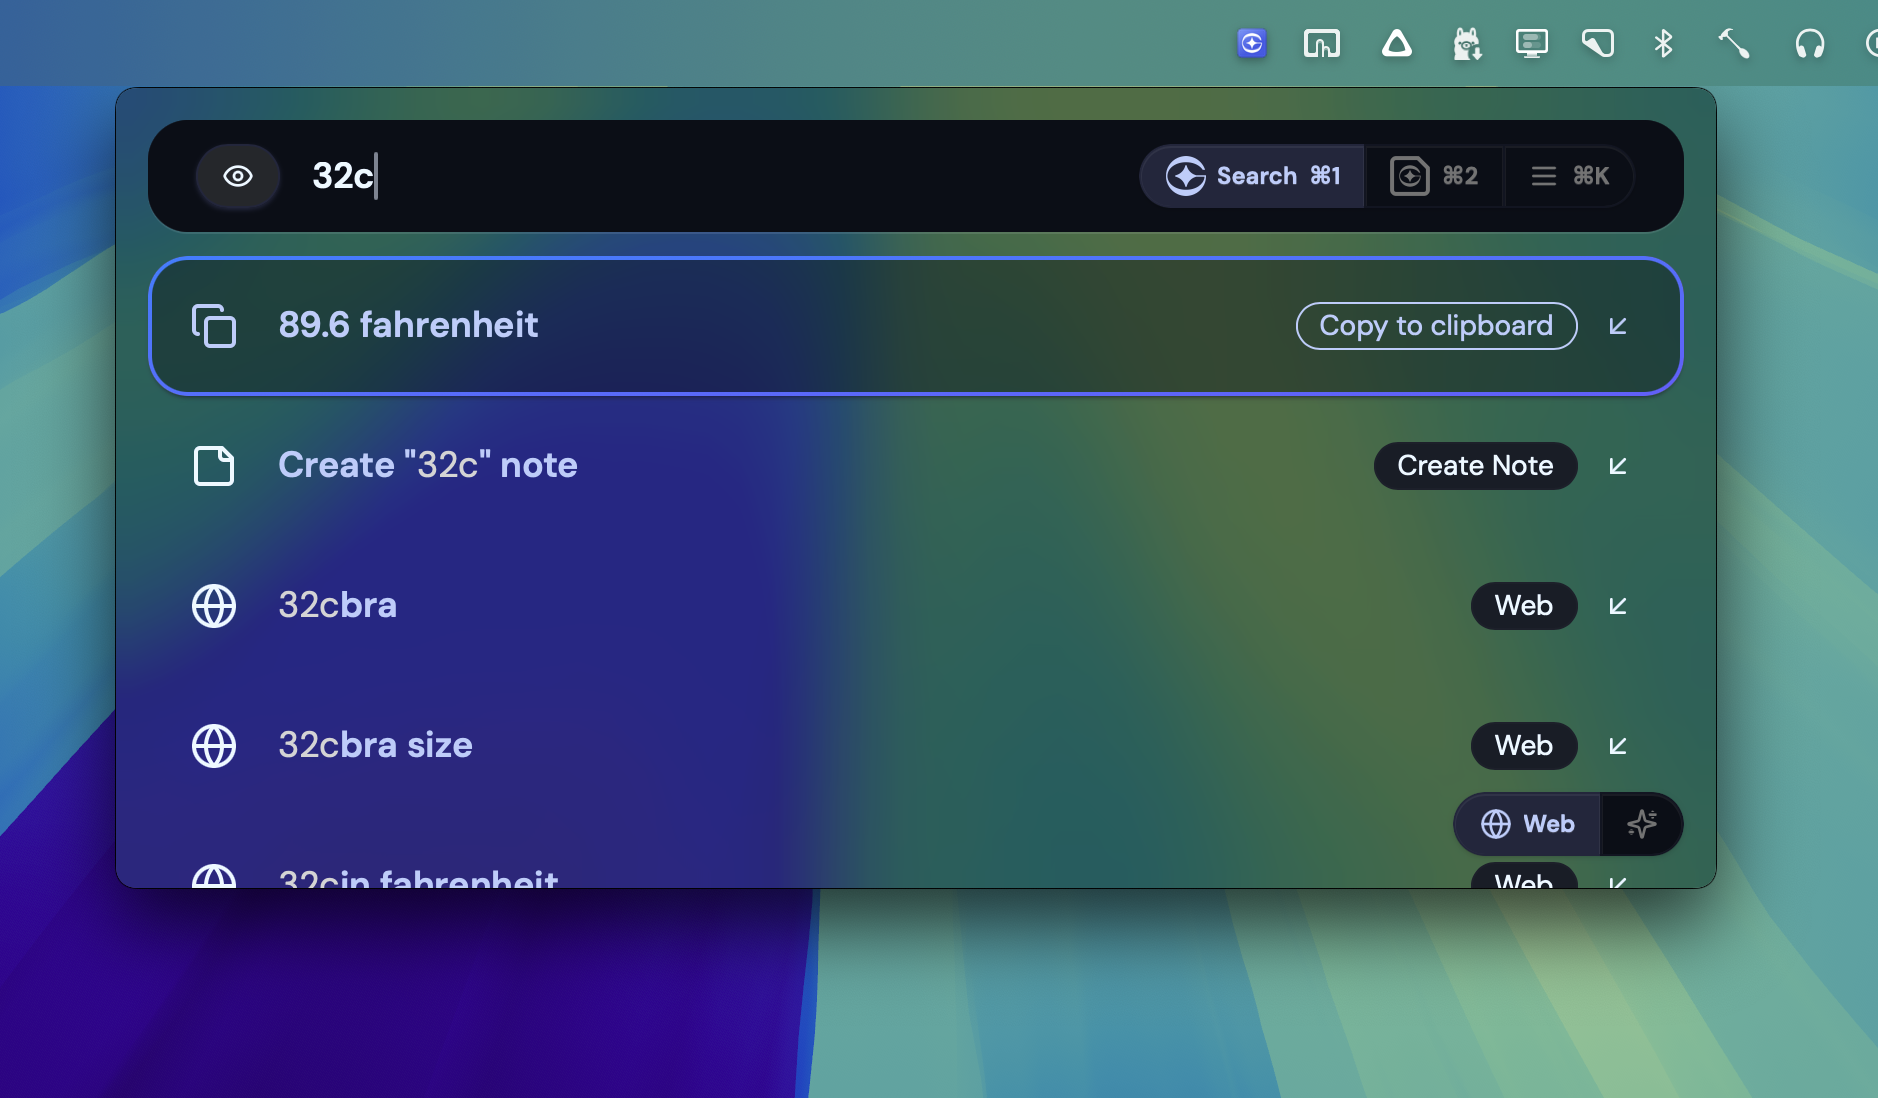 32c
Search ⌘1 ⌘2 ⌘K
89.6 fahrenheit Copy to clipboard
Create "32c" note Create Note
32cbra Web
32cbra size Web
Web
32cin fahrenheit Web